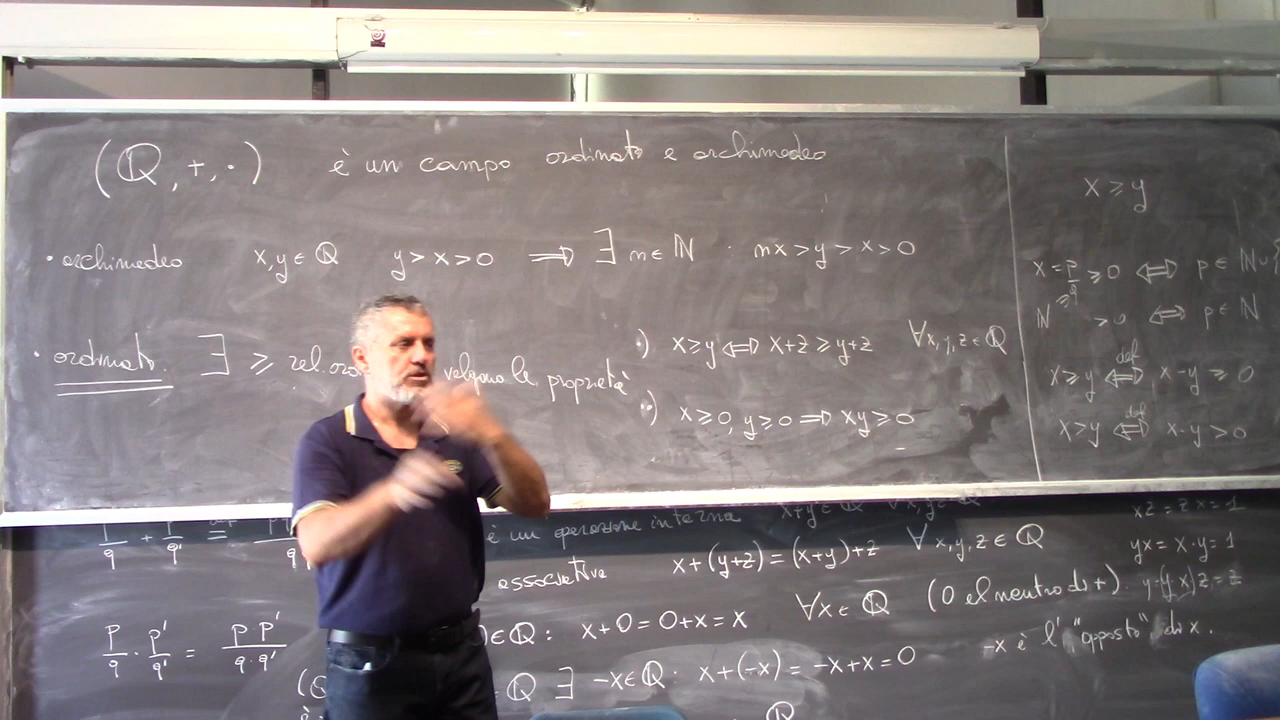 (ℚ, +, ·) è un campo ordinato e archimedeo
· archimedeo x,y ∈ ℚ y > x > 0 ⟹ ∃ n ∈ ℕ : nx > y > x > 0
· ordinato. ∃ ≥ rel. valgono le proprietà
·) x ≥ y ⟺ x+z ≥ y+z ∀x,y,z ∈ ℚ
··) x ≥ 0, y ≥ 0 ⟹ xy ≥ 0
x ≥ y
x = p/q ≥ 0 ⟺ p ∈ ℕ ∪ {
ℕ > 0 ⟺ p ∈ ℕ
x ≥ y ⟺ def x - y ≥ 0
x > y ⟺ def x - y > 0
1/q + p/q' =
è un operazione interna x+y ∈ ℚ ∀x,y ∈ ℚ
associativa x+(y+z) = (x+y)+z ∀x,y,z ∈ ℚ
p/q · p'/q' = p p'/q·q'
) ∈ ℚ: x+0 = 0+x = x ∀x ∈ ℚ (0 el neutro di +).
ℚ ∃ -x ∈ ℚ: x+(-x) = -x+x = 0 -x è l' "opposto" di x.
xz = zx = 1
yx = x·y = 1
ℚ